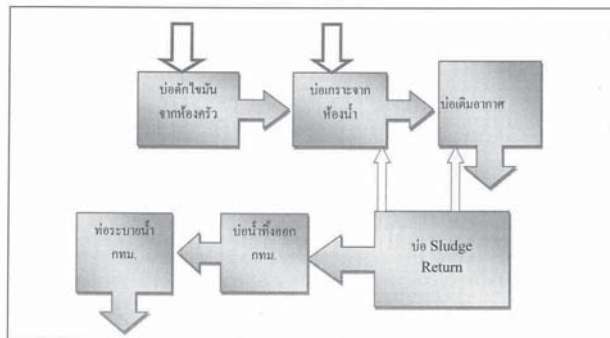 บ่อดักไขมัน
จากห้องครัว
บ่อเกราะจาก
ห้องน้ำ
บ่อเติมอากาศ
ท่อระบายน้ำ
กทม.
บ่อน้ำทิ้งออก
กทม.
บ่อ Sludge
Return